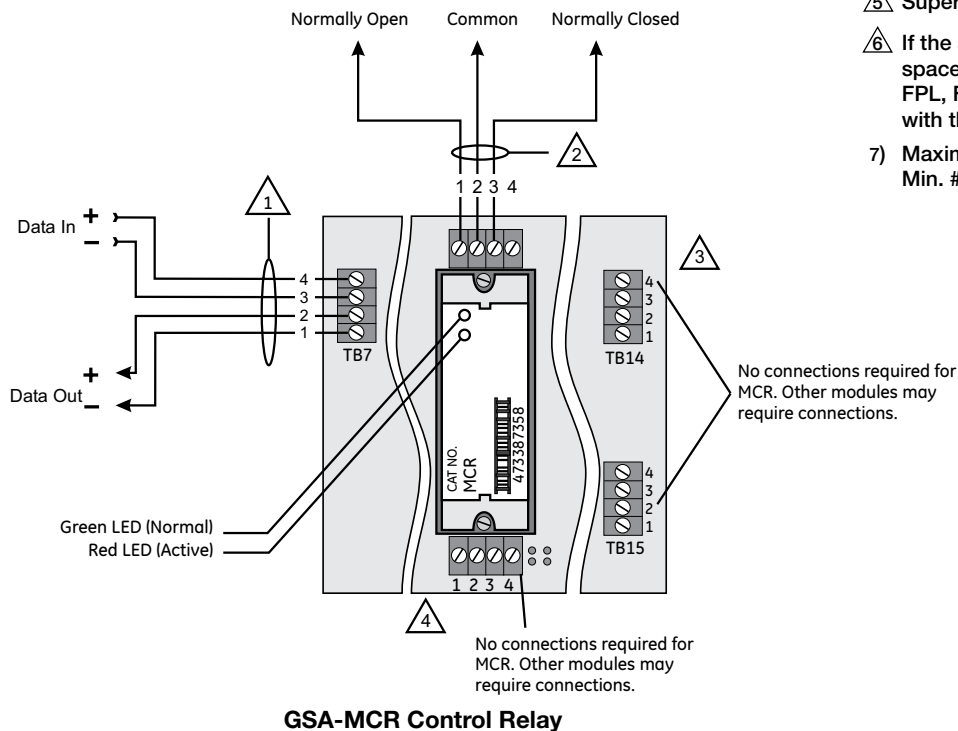 Normally Open Common Normally Closed
5 Super
6 If the
space
FPL,
with
7) Maxin
Min. #
2
1 2 3 4
1
Data In + −
4
3
2
1
TB7
Data Out + −
3
4
3
2
1
TB14
No connections required for
MCR. Other modules may
require connections.
CAT NO.
MCR
473387358
4
3
2
1
TB15
Green LED (Normal)
Red LED (Active)
1 2 3 4
4
No connections required for
MCR. Other modules may
require connections.
GSA-MCR Control Relay